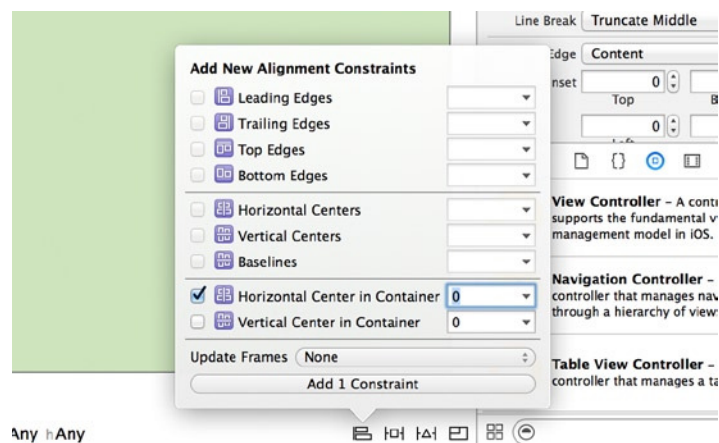 Line Break Truncate Middle
Edge Content
nset 0
Top
0
Add New Alignment Constraints
Leading Edges
Trailing Edges
Top Edges
Bottom Edges
Horizontal Centers
Vertical Centers
Baselines
Horizontal Center in Container 0
Vertical Center in Container 0
Update Frames None
Add 1 Constraint
{}
View Controller – A contr
supports the fundamental v
management model in iOS.
Navigation Controller –
controller that manages nav
through a hierarchy of views
Table View Controller –
controller that manages a ta
Any hAny